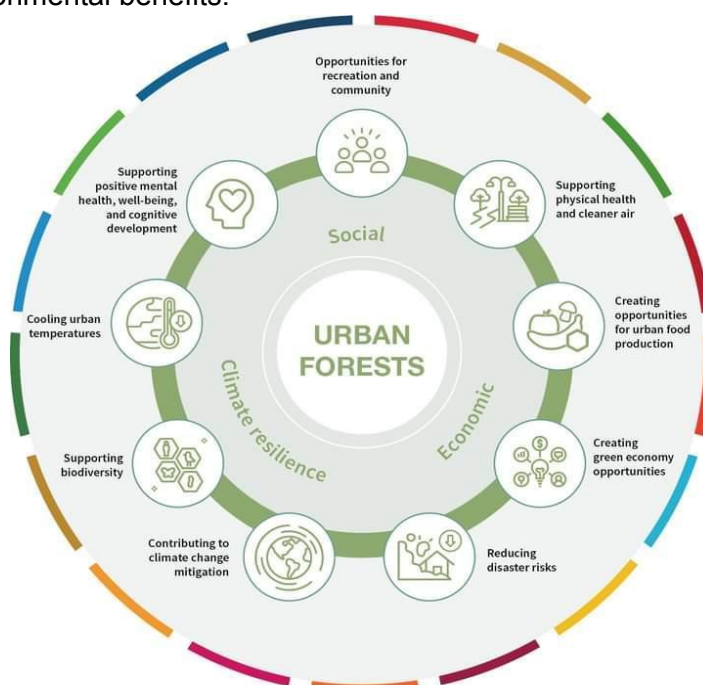 onmental benefits.
Opportunities for
recreation and
community
Supporting
positive mental
health, well-being,
and cognitive
development
Supporting
physical health
and cleaner air
Social
Cooling urban
temperatures
URBAN
FORESTS
Creating
opportunities
for urban food
production
Climate resilience
Economic
Supporting
biodiversity
Creating
green economy
opportunities
$
Contributing to
climate change
mitigation
Reducing
disaster risks